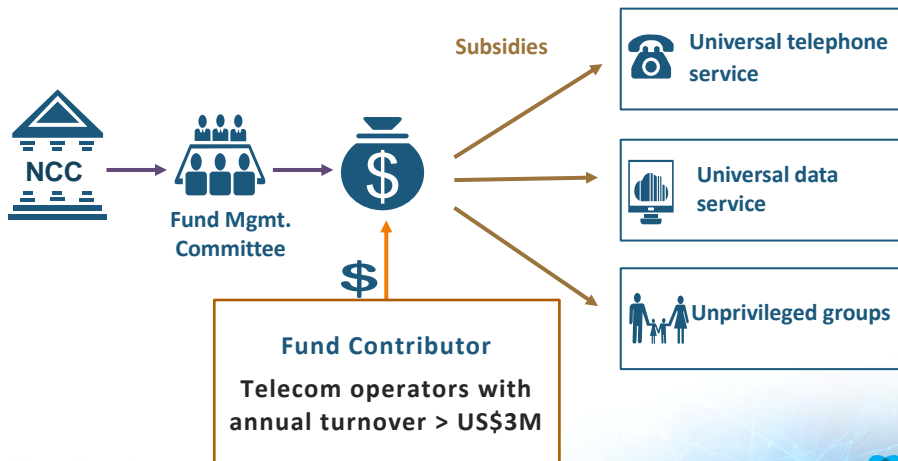 Subsidies
Universal telephone
service
NCC
$
Fund Mgmt.
Committee
Universal data
service
$
Unprivileged groups
Fund Contributor
Telecom operators with
annual turnover > US$3M